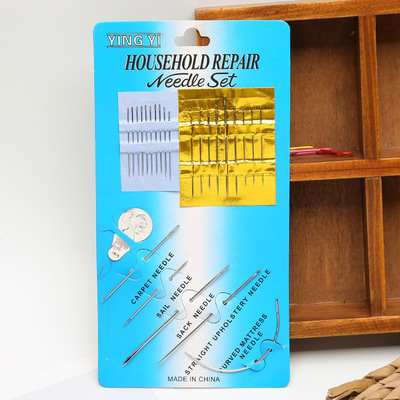 YING YI
HOUSEHOLD REPAIR
Needle Set
CARPET NEEDLE
SAIL NEEDLE
SACK NEEDLE
STRAIGHT UPHOLSTERY NEEDLE
CURVED MATTRESS
NEEDLE
MADE IN CHINA